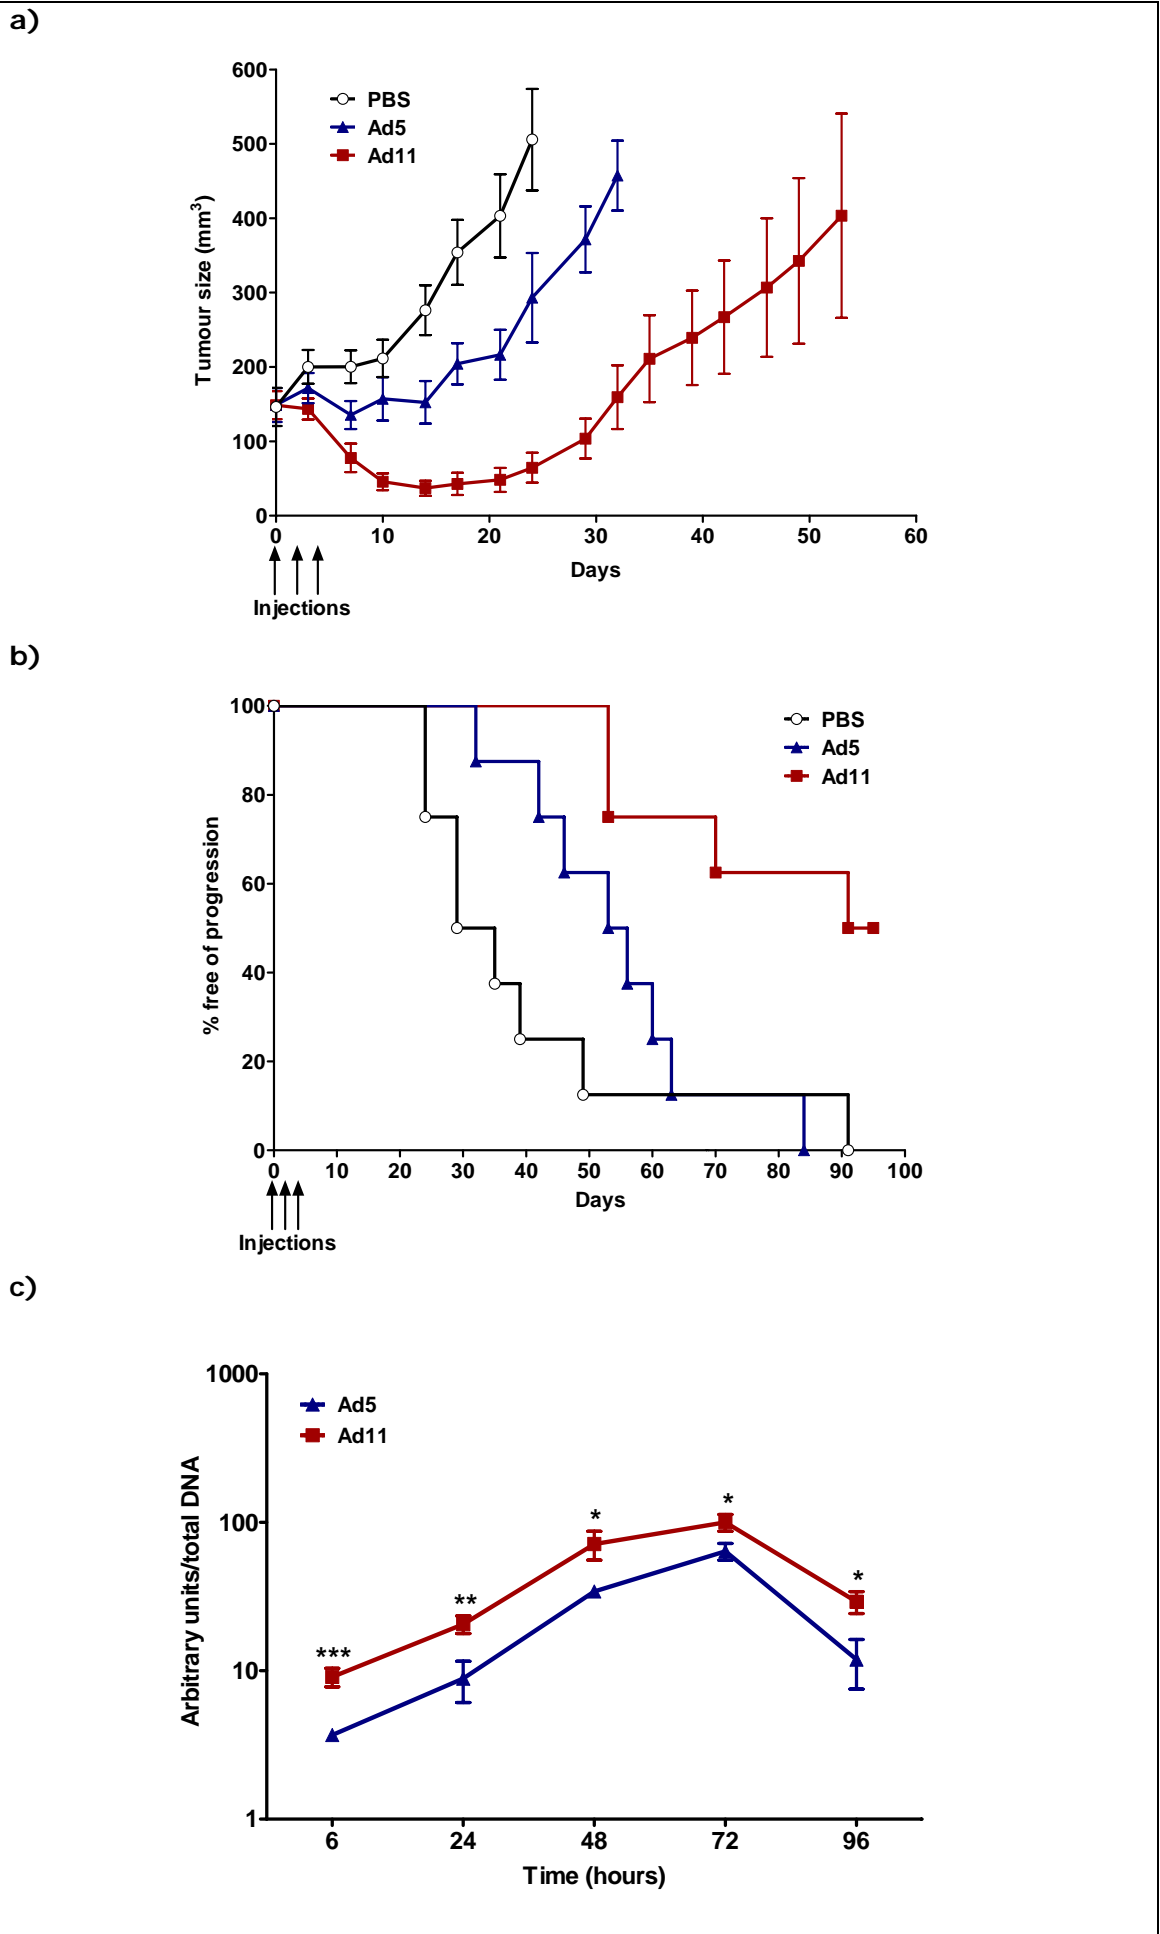 a)
600
500
400
300
200
100
0
Tumour size (mm³)
PBS
Ad5
Ad11
0 10 20 30 40 50 60
Days
Injections
b)
100
80
60
40
20
0
% free of progression
PBS
Ad5
Ad11
0 10 20 30 40 50 60 70 80 90 100
Days
Injections
c)
1000
100
10
1
Arbitrary units/total DNA
Ad5
Ad11
***
**
*
*
*
6 24 48 72 96
Time (hours)